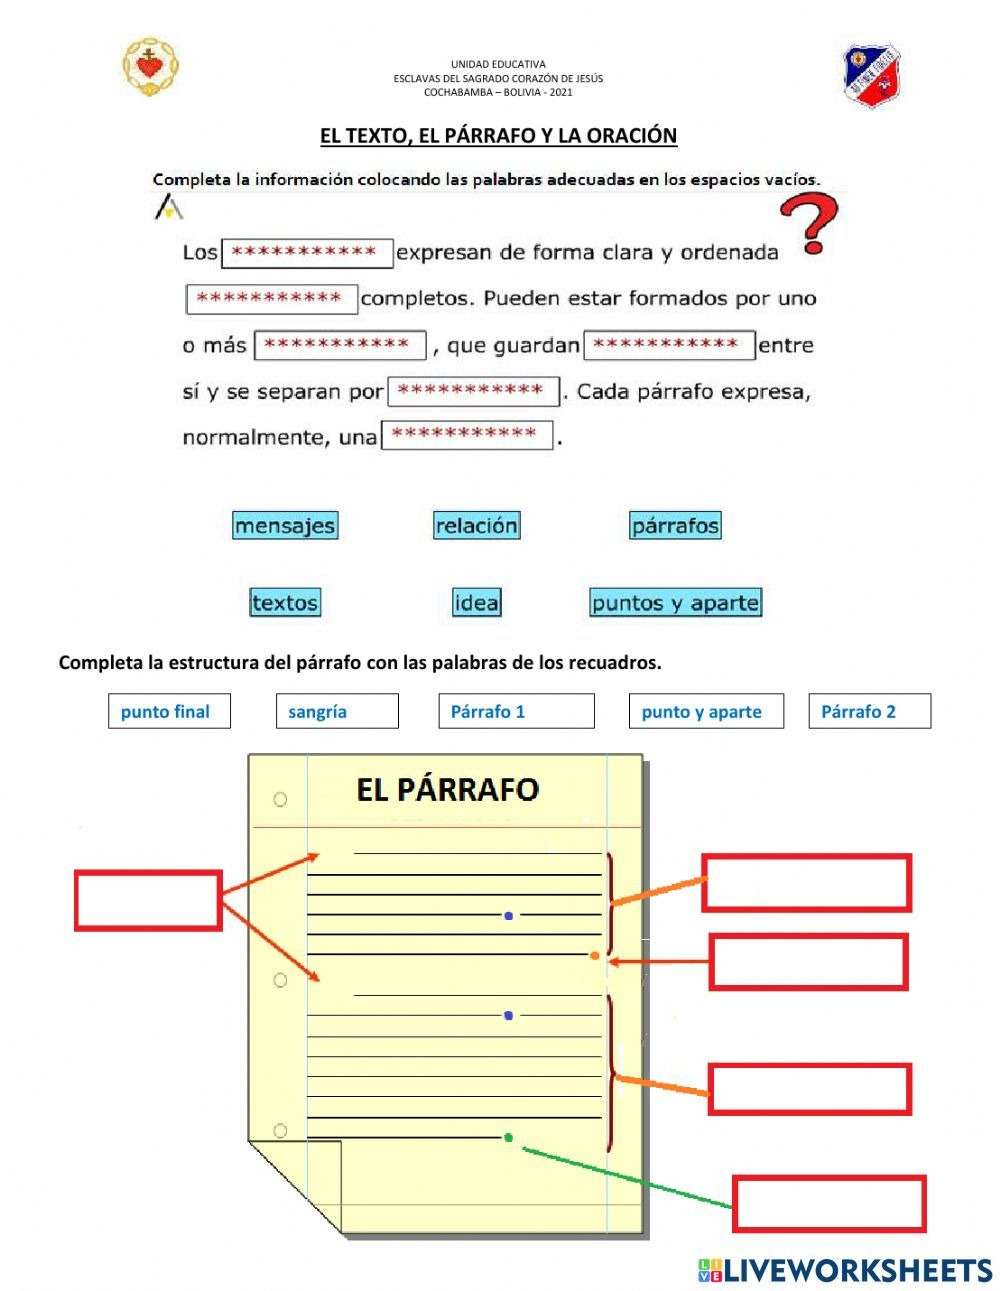 UNIDAD EDUCATIVA
ESCLAVAS DEL SAGRADO CORAZÓN DE JESÚS
COCHABAMBA – BOLIVIA - 2021
EL TEXTO, EL PÁRRAFO Y LA ORACIÓN
Completa la información colocando las palabras adecuadas en los espacios vacíos.
?
Los *********** expresan de forma clara y ordenada
*********** completos. Pueden estar formados por uno
o más *********** , que guardan *********** entre
sí y se separan por *********** . Cada párrafo expresa,
normalmente, una *********** .
mensajes relación párrafos
textos idea puntos y aparte
Completa la estructura del párrafo con las palabras de los recuadros.
punto final sangría Párrafo 1 punto y aparte Párrafo 2
EL PÁRRAFO
LIVEWORKSHEETS